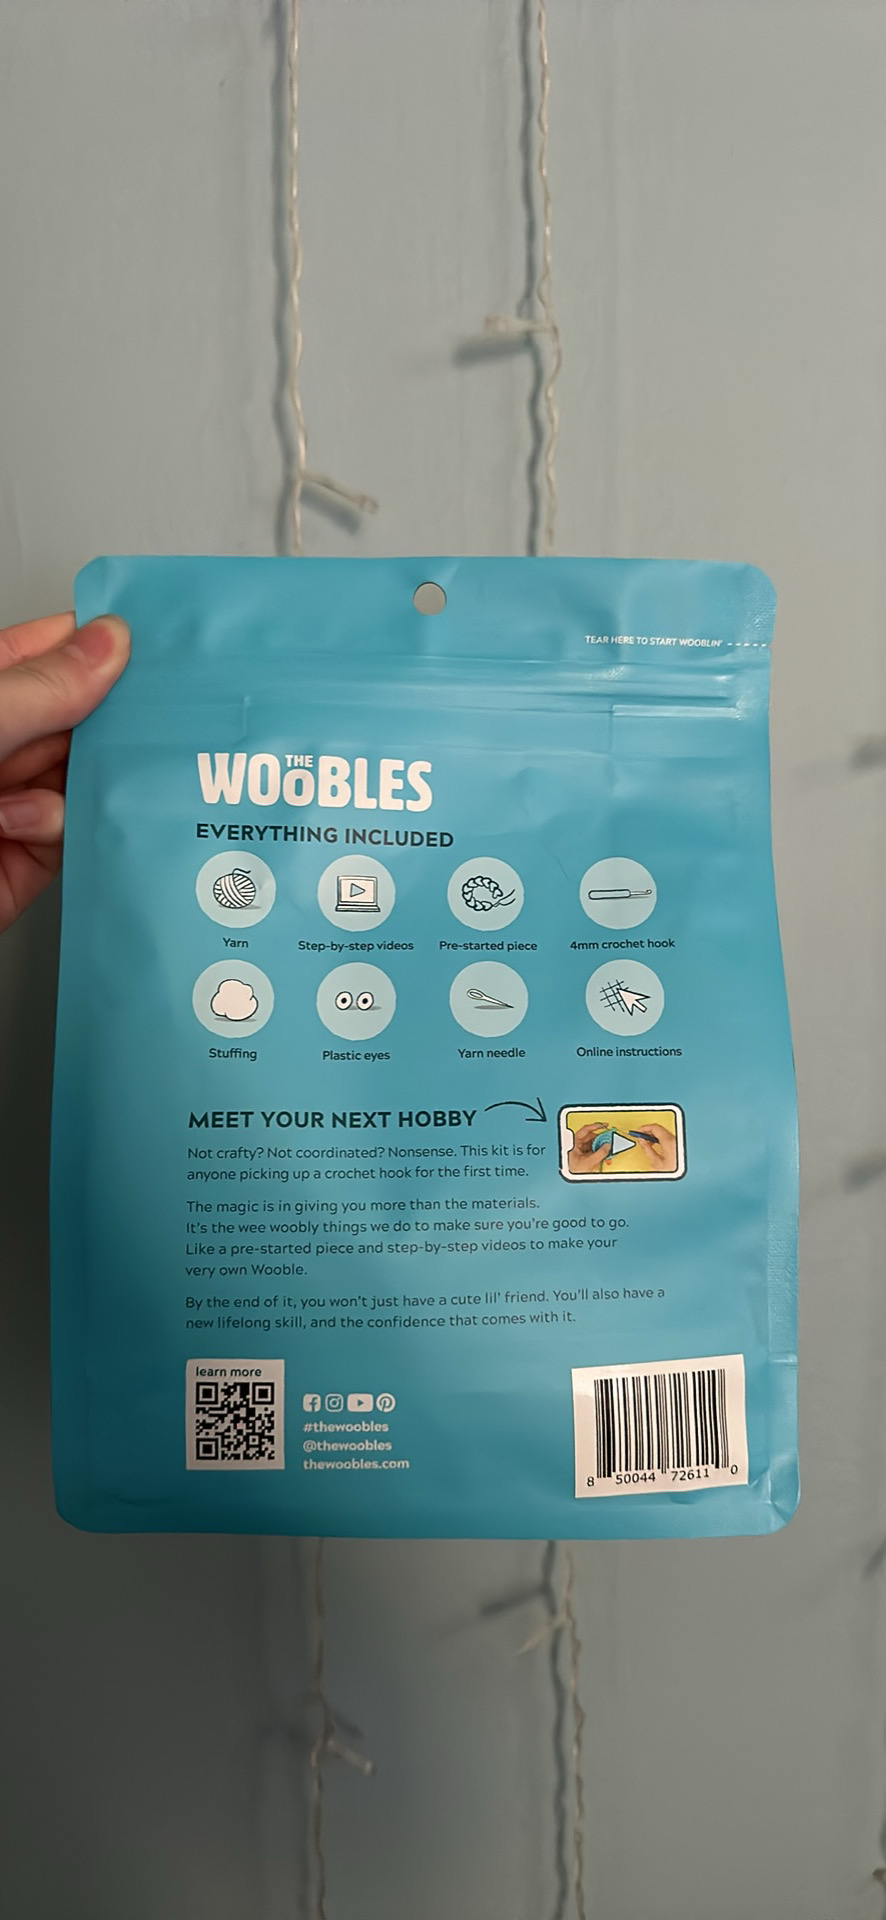 TEAR HERE TO START WOOBLIN'
THE
WOOBLES
EVERYTHING INCLUDED
Yarn
Step-by-step videos
Pre-started piece
4mm crochet hook
Stuffing
Plastic eyes
Yarn needle
Online instructions
MEET YOUR NEXT HOBBY
Not crafty? Not coordinated? Nonsense. This kit is for
anyone picking up a crochet hook for the first time.
The magic is in giving you more than the materials.
It's the wee woobly things we do to make sure you're good to go.
Like a pre-started piece and step-by-step videos to make your
very own Wooble.
By the end of it, you won't just have a cute lil' friend. You'll also have a
new lifelong skill, and the confidence that comes with it.
learn more
#thewoobles
@thewoobles
thewoobles.com
8 50044 72611 0